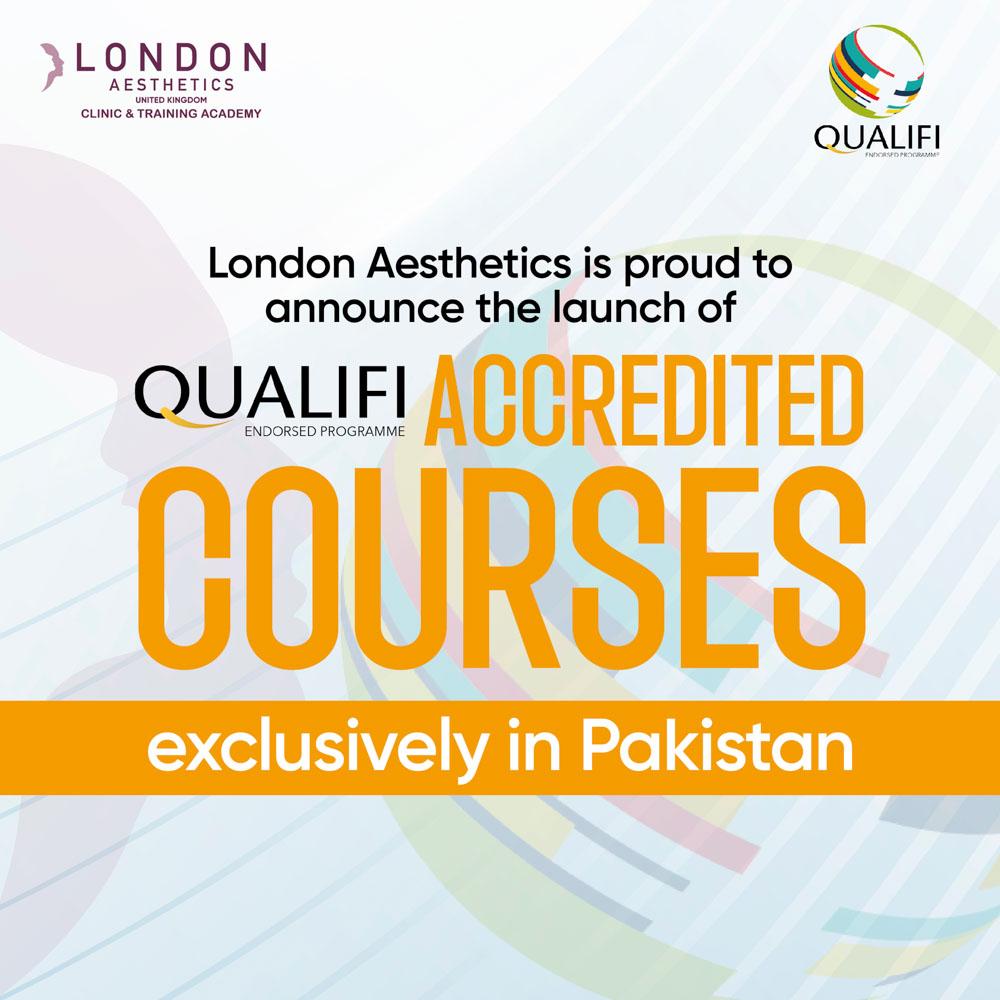 LONDON
AESTHETICS
UNITED KINGDOM
CLINIC & TRAINING ACADEMY
QUALIFI
ENDORSED PROGRAMME
London Aesthetics is proud to
announce the launch of
QUALIFI ACCREDITED
ENDORSED PROGRAMME
COURSES
exclusively in Pakistan